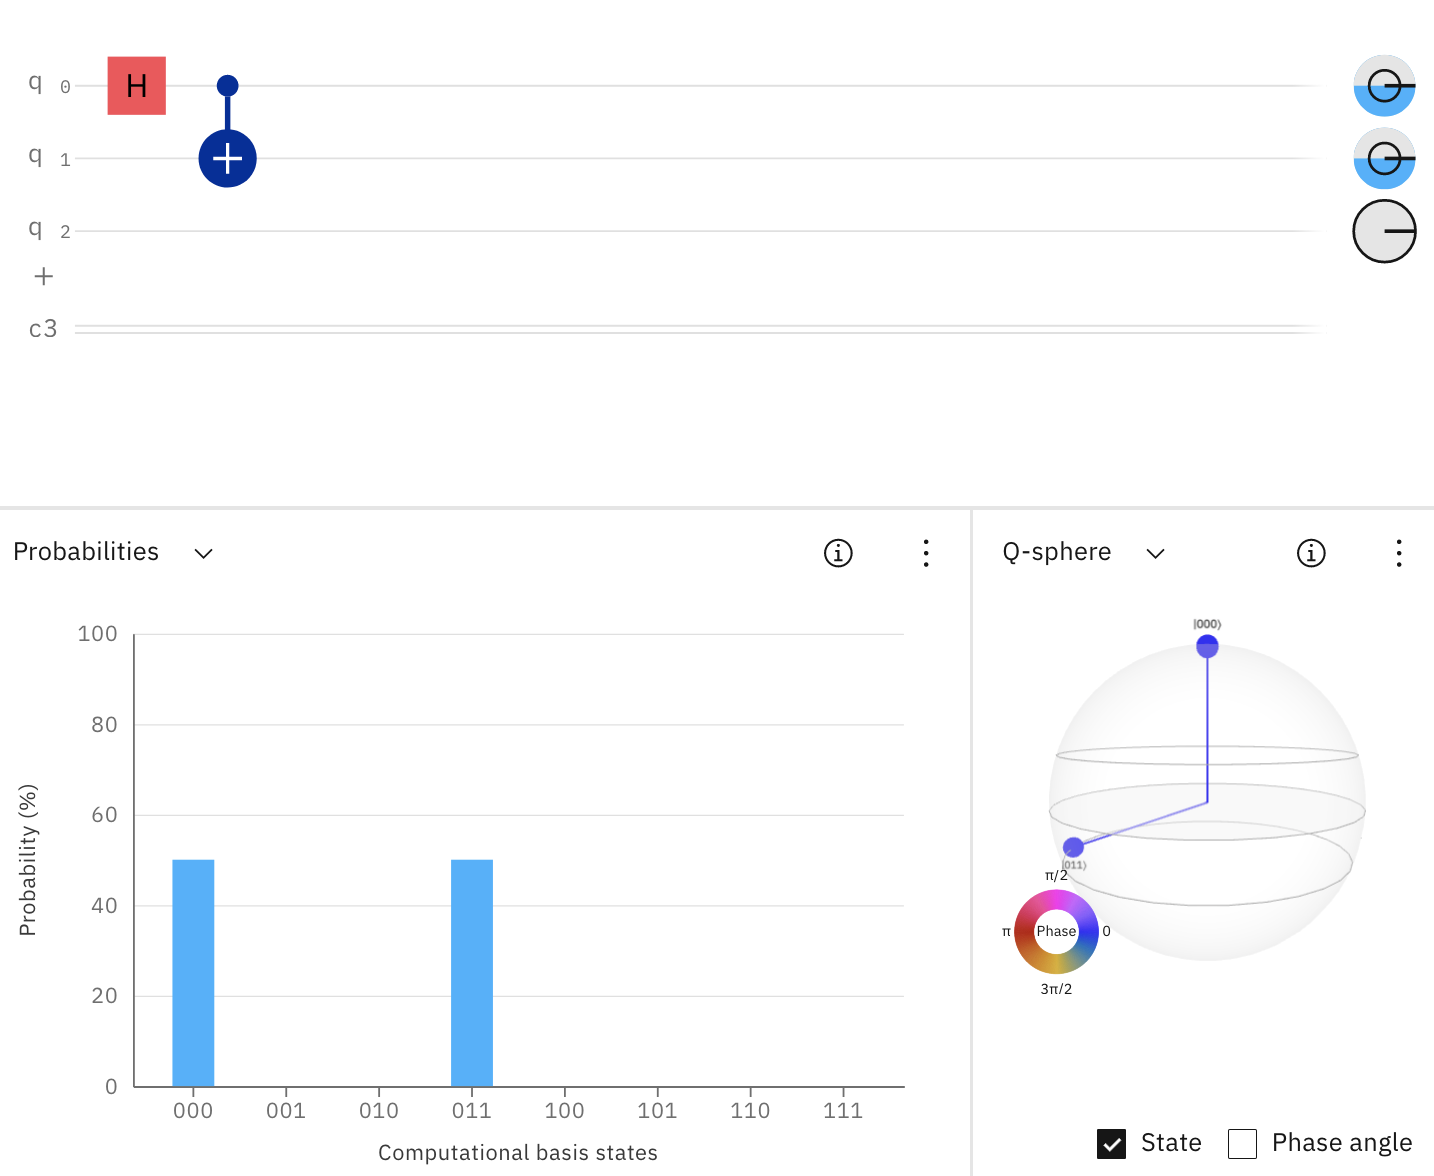 q 0
H
q 1
q 2
+
c3
Probabilities
Q-sphere
100
80
60
40
20
0
Probability (%)
000 001 010 011 100 101 110 111
Computational basis states
|000⟩
|011⟩
π/2
π Phase 0
3π/2
State Phase angle